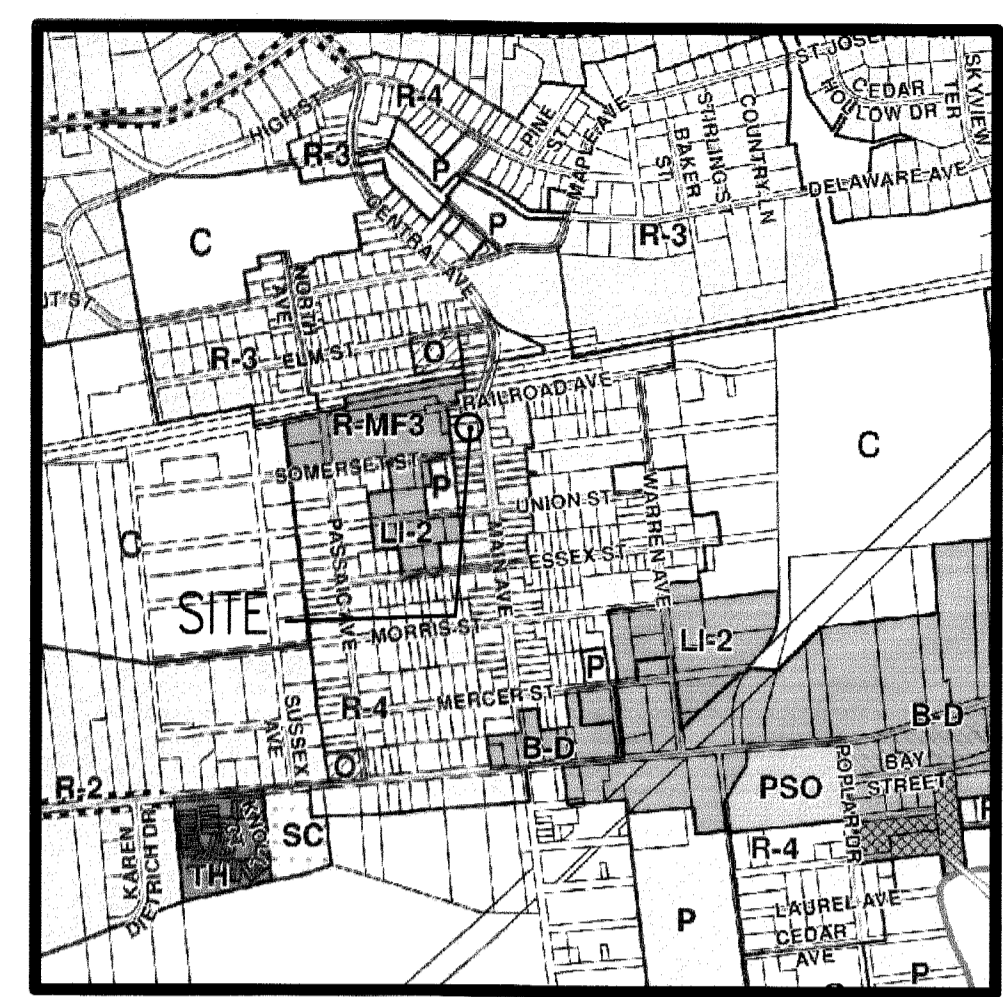 ST JOSEPH
R-4
HIGH ST
PINE
ST
MAPLE AVE
CEDAR
HOLLOW DR
TER
SKYVIEW
R-3
P
BAKER
ST
STIRLING ST
COUNTRY LN
DELAWARE AVE
P
R-3
CENTRAL AVE
C
NORTH
AVE
UT ST
R-3
ELM ST
O
RAILROAD AVE
R-MF3
C
SOMERSET ST
P
UNION ST
WARREN AVE
LI-2
C
PASSAIC AVE
MAIN AVE
ESSEX ST
SITE
MORRIS ST
LI-2
P
MERCER ST
R-4
SUSSEX
AVE
B-D
B-D
O
R-2
POPLAR DR
BAY
STREET
PSO
KAREN
DIETRICH DR
TH
SC
R-4
LAUREL AVE
CEDAR
AVE
P
P